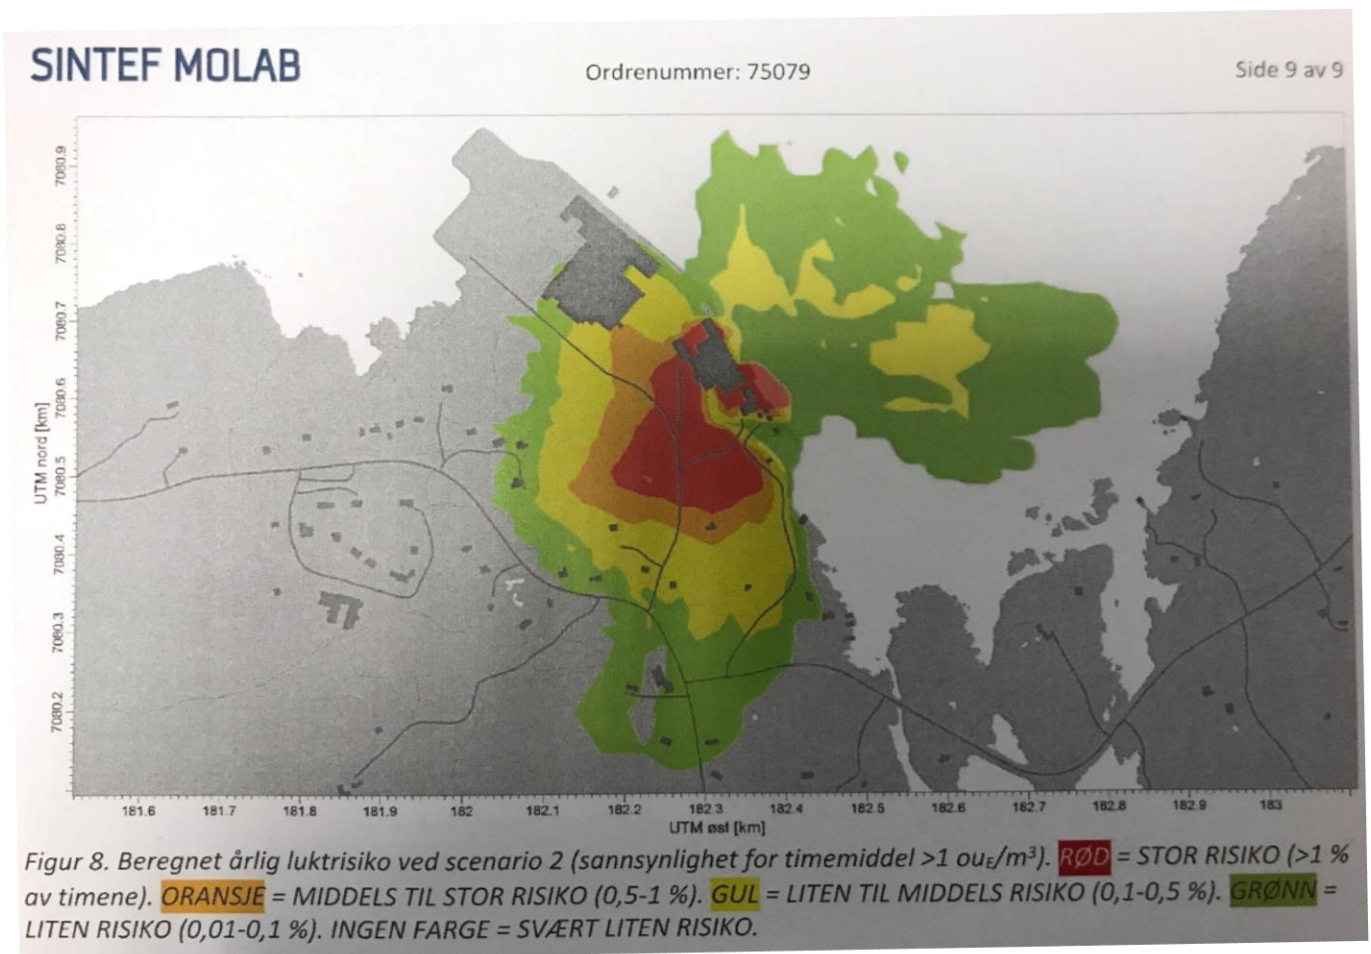 SINTEF MOLAB
Ordrenummer: 75079
Side 9 av 9
7080.9
7080.8
7080.7
7080.6
7080.5
7080.4
7080.3
7080.2
UTM nord [km]
181.6 181.7 181.8 181.9 182 182.1 182.2 182.3 182.4 182.5 182.6 182.7 182.8 182.9 183
UTM øst [km]
Figur 8. Beregnet årlig luktrisiko ved scenario 2 (sannsynlighet for timemiddel >1 ouE/m³). RØD = STOR RISIKO (>1 %
av timene). ORANSJE = MIDDELS TIL STOR RISIKO (0,5-1 %). GUL = LITEN TIL MIDDELS RISIKO (0,1-0,5 %). GRØNN =
LITEN RISIKO (0,01-0,1 %). INGEN FARGE = SVÆRT LITEN RISIKO.